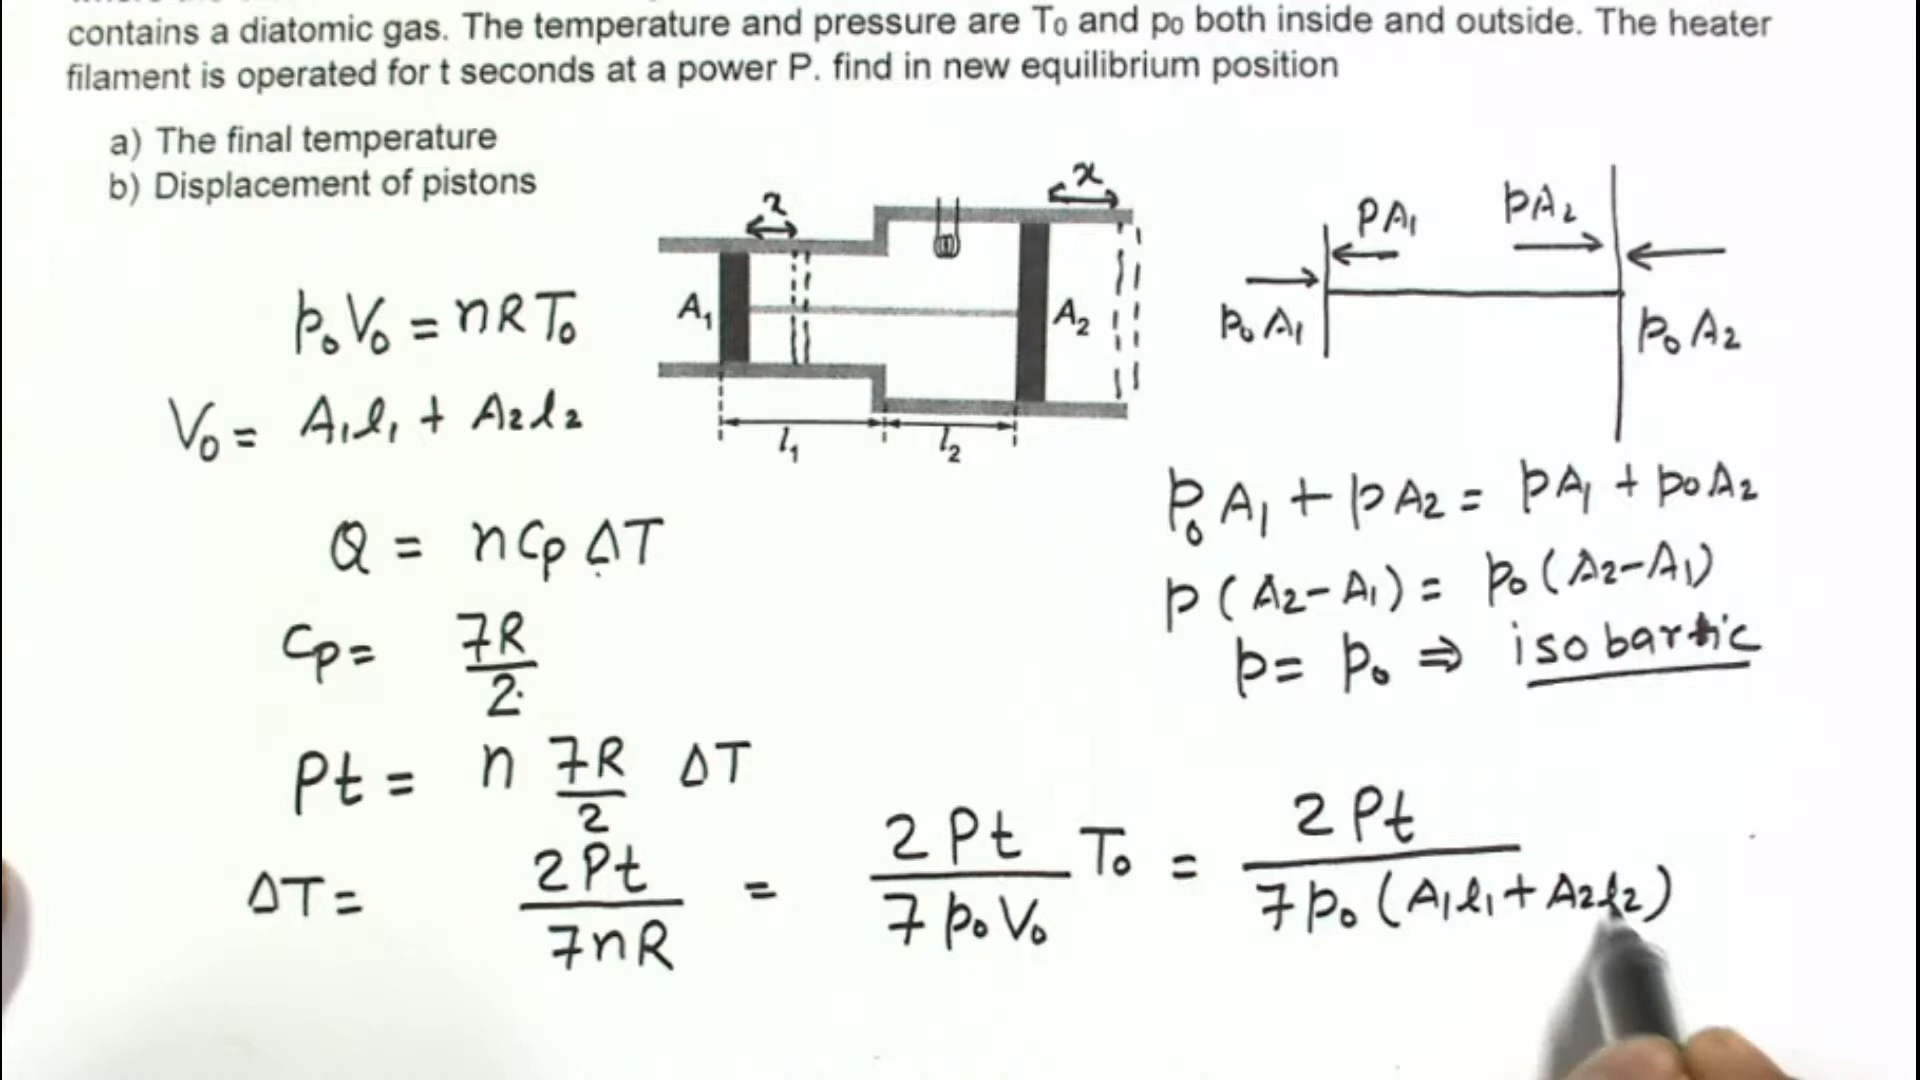 contains a diatomic gas. The temperature and pressure are T₀ and p₀ both inside and outside. The heater
filament is operated for t seconds at a power P. find in new equilibrium position
a) The final temperature
b) Displacement of pistons
x
x
A₁
A₂
l₁
l₂
PA₁
pA₂
p₀A₁
p₀A₂
p₀V₀ = nRT₀
V₀ = A₁l₁ + A₂l₂
Q = nCpΔT
Cp = 7R/2
Pt = n 7R/2 ΔT
ΔT = 2Pt/7nR = 2Pt/7p₀V₀ T₀ = 2Pt/7p₀(A₁l₁+A₂l₂)
p₀A₁ + pA₂ = pA₁ + p₀A₂
p(A₂-A₁) = p₀(A₂-A₁)
p = p₀ ⇒ isobaric